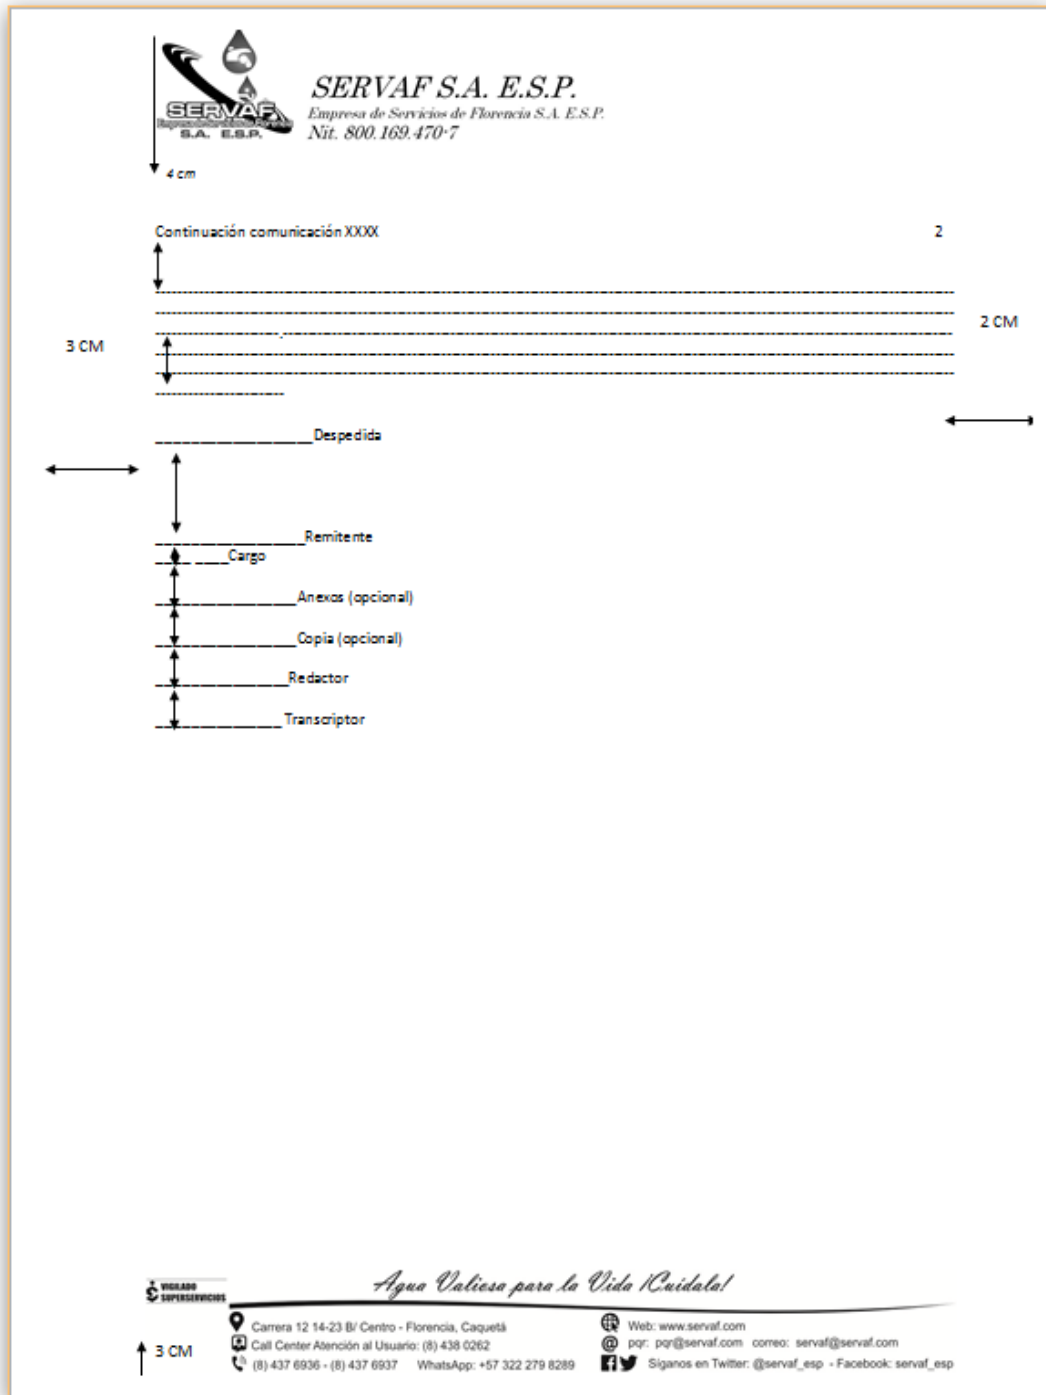 SERVAF
S.A. E.S.P.
SERVAF S.A. E.S.P.
Empresa de Servicios de Florencia S.A. E.S.P.
Nit. 800.169.470-7
4 cm
Continuación comunicación XXXX 2
2 CM
3 CM
Despedida
Remitente
Cargo
Anexos (opcional)
Copia (opcional)
Redactor
Transcriptor
Agua Valiosa para la Vida ¡Cuídala!
VIGILADO
SUPERSERVICIOS
Carrera 12 14-23 B/ Centro - Florencia, Caquetá Web: www.servaf.com
Call Center Atención al Usuario: (8) 438 0262 pqr: pqr@servaf.com correo: servaf@servaf.com
3 CM
(8) 437 6936 - (8) 437 6937 WhatsApp: +57 322 279 8289 Síganos en Twitter: @servaf_esp - Facebook: servaf_esp